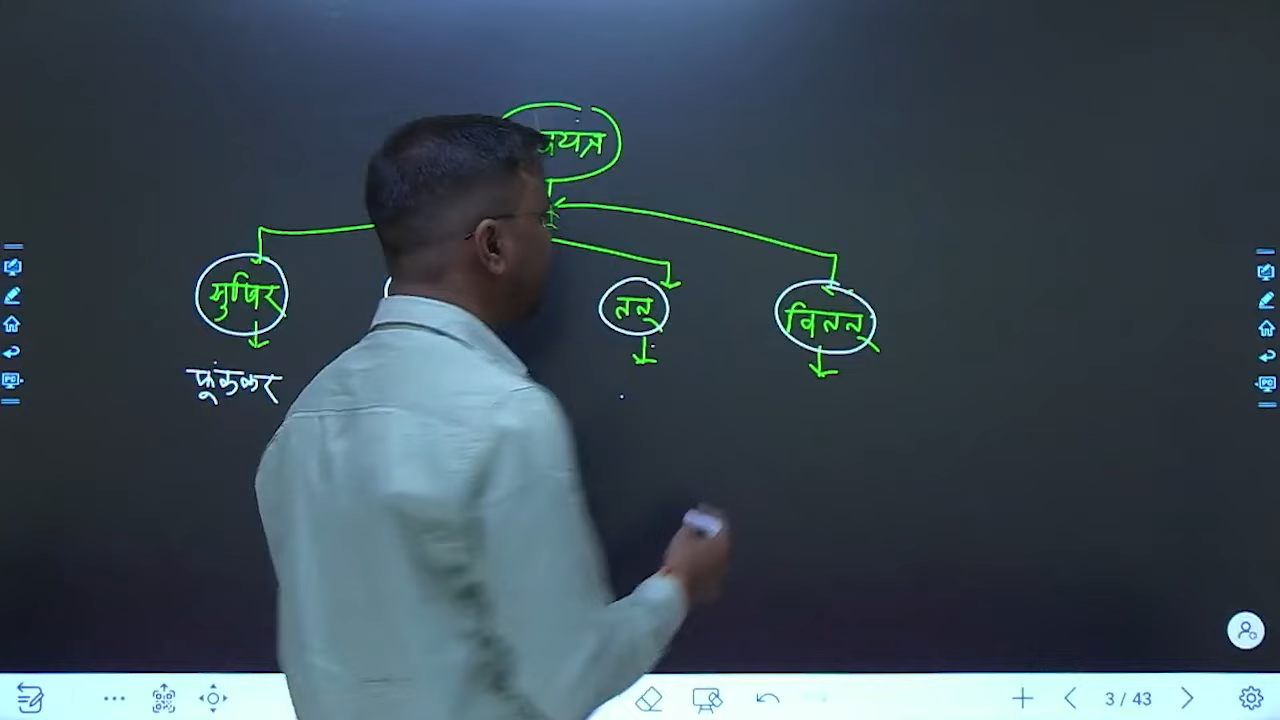 सुषिर
तत्
वितत्
फूंककर
3 / 43